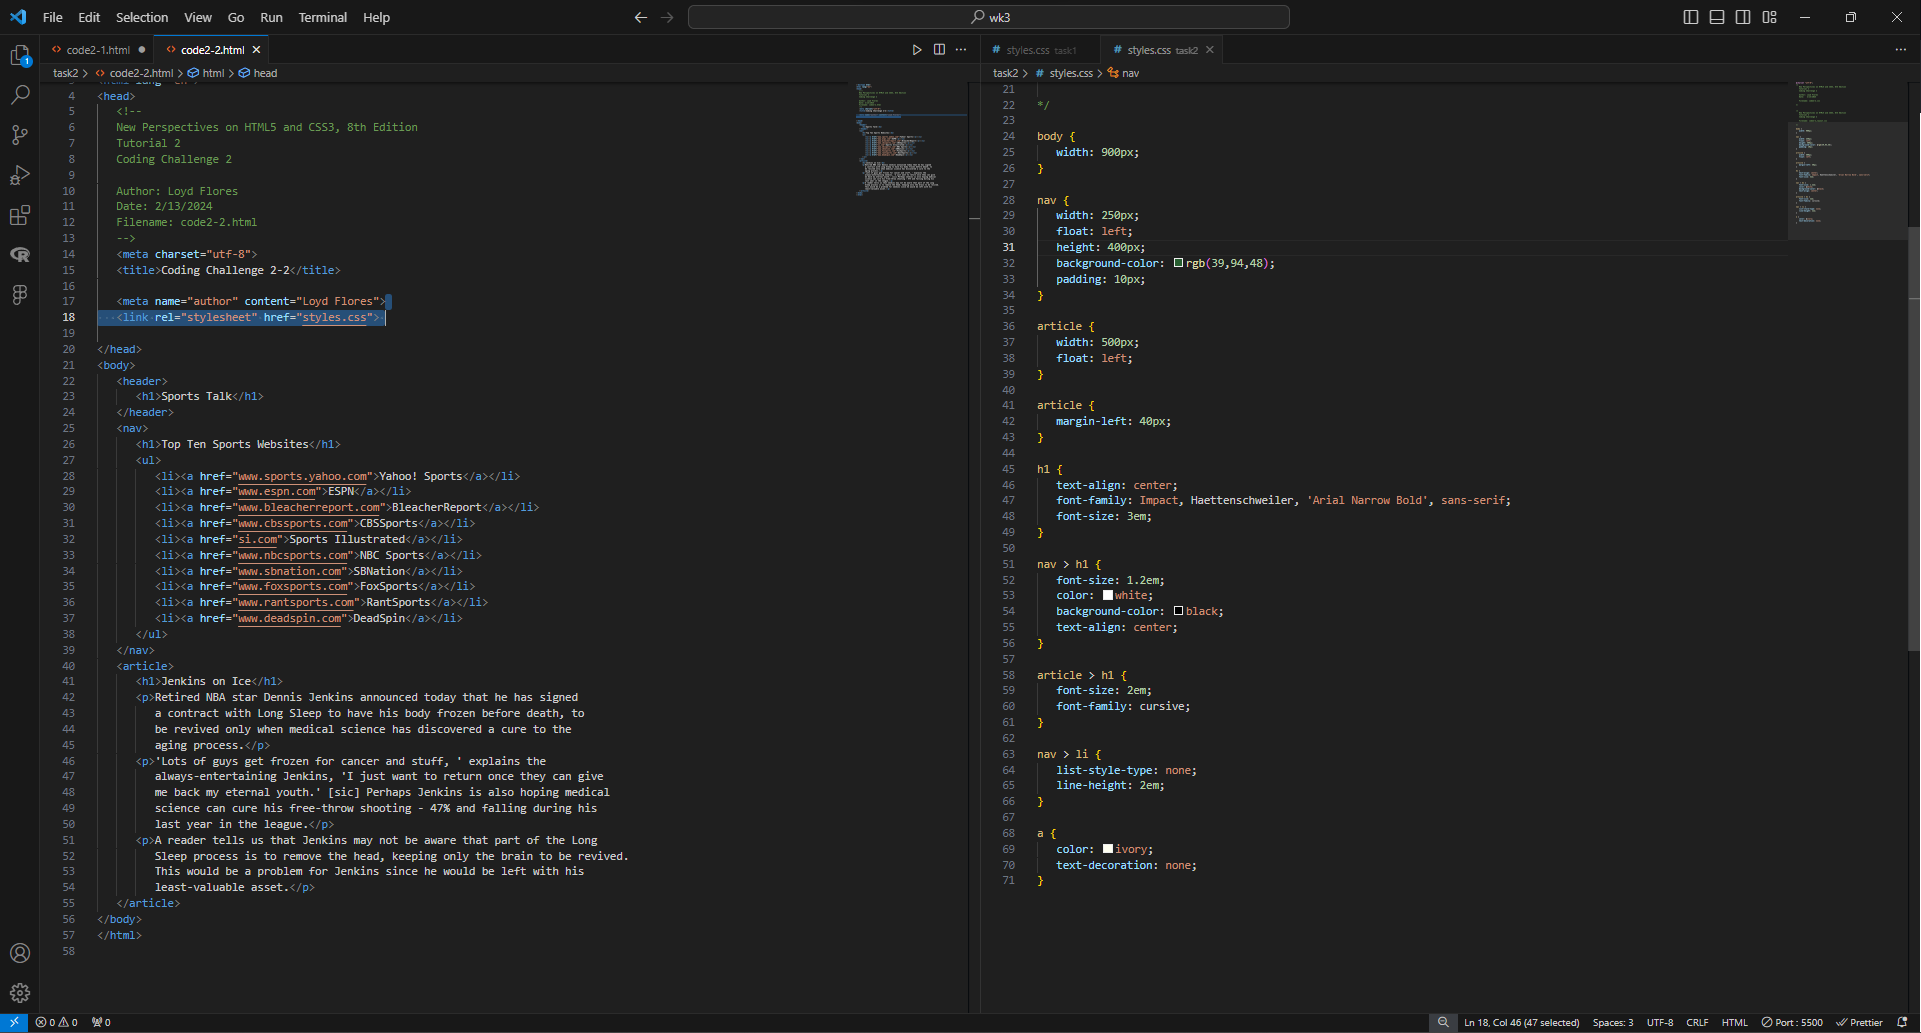 File Edit Selection View Go Run Terminal Help
wk3
code2-1.html
code2-2.html
styles.css task1
styles.css task2
task2 > code2-2.html > html > head
4 <head>
5 <!--
6 New Perspectives on HTML5 and CSS3, 8th Edition
7 Tutorial 2
8 Coding Challenge 2
9
10 Author: Loyd Flores
11 Date: 2/13/2024
12 Filename: code2-2.html
13 -->
14 <meta charset="utf-8">
15 <title>Coding Challenge 2-2</title>
16
17 <meta name="author" content="Loyd Flores">
18 <link rel="stylesheet" href="styles.css">
19
20 </head>
21 <body>
22 <header>
23 <h1>Sports Talk</h1>
24 </header>
25 <nav>
26 <h1>Top Ten Sports Websites</h1>
27 <ul>
28 <li><a href="www.sports.yahoo.com">Yahoo! Sports</a></li>
29 <li><a href="www.espn.com">ESPN</a></li>
30 <li><a href="www.bleacherreport.com">BleacherReport</a></li>
31 <li><a href="www.cbssports.com">CBSSports</a></li>
32 <li><a href="si.com">Sports Illustrated</a></li>
33 <li><a href="www.nbcsports.com">NBC Sports</a></li>
34 <li><a href="www.sbnation.com">SBNation</a></li>
35 <li><a href="www.foxsports.com">FoxSports</a></li>
36 <li><a href="www.rantsports.com">RantSports</a></li>
37 <li><a href="www.deadspin.com">DeadSpin</a></li>
38 </ul>
39 </nav>
40 <article>
41 <h1>Jenkins on Ice</h1>
42 <p>Retired NBA star Dennis Jenkins announced today that he has signed
43 a contract with Long Sleep to have his body frozen before death, to
44 be revived only when medical science has discovered a cure to the
45 aging process.</p>
46 <p>'Lots of guys get frozen for cancer and stuff, ' explains the
47 always-entertaining Jenkins, 'I just want to return once they can give
48 me back my eternal youth.' [sic] Perhaps Jenkins is also hoping medical
49 science can cure his free-throw shooting - 47% and falling during his
50 last year in the league.</p>
51 <p>A reader tells us that Jenkins may not be aware that part of the Long
52 Sleep process is to remove the head, keeping only the brain to be revived.
53 This would be a problem for Jenkins since he would be left with his
54 least-valuable asset.</p>
55 </article>
56 </body>
57 </html>
58
task2 > # styles.css > nav
21
22 */
23
24 body {
25 width: 900px;
26 }
27
28 nav {
29 width: 250px;
30 float: left;
31 height: 400px;
32 background-color: rgb(39,94,48);
33 padding: 10px;
34 }
35
36 article {
37 width: 500px;
38 float: left;
39 }
40
41 article {
42 margin-left: 40px;
43 }
44
45 h1 {
46 text-align: center;
47 font-family: Impact, Haettenschweiler, 'Arial Narrow Bold', sans-serif;
48 font-size: 3em;
49 }
50
51 nav > h1 {
52 font-size: 1.2em;
53 color: white;
54 background-color: black;
55 text-align: center;
56 }
57
58 article > h1 {
59 font-size: 2em;
60 font-family: cursive;
61 }
62
63 nav > li {
64 list-style-type: none;
65 line-height: 2em;
66 }
67
68 a {
69 color: ivory;
70 text-decoration: none;
71 }
0 0 0
Ln 18, Col 46 (47 selected) Spaces: 3 UTF-8 CRLF HTML Port : 5500 Prettier